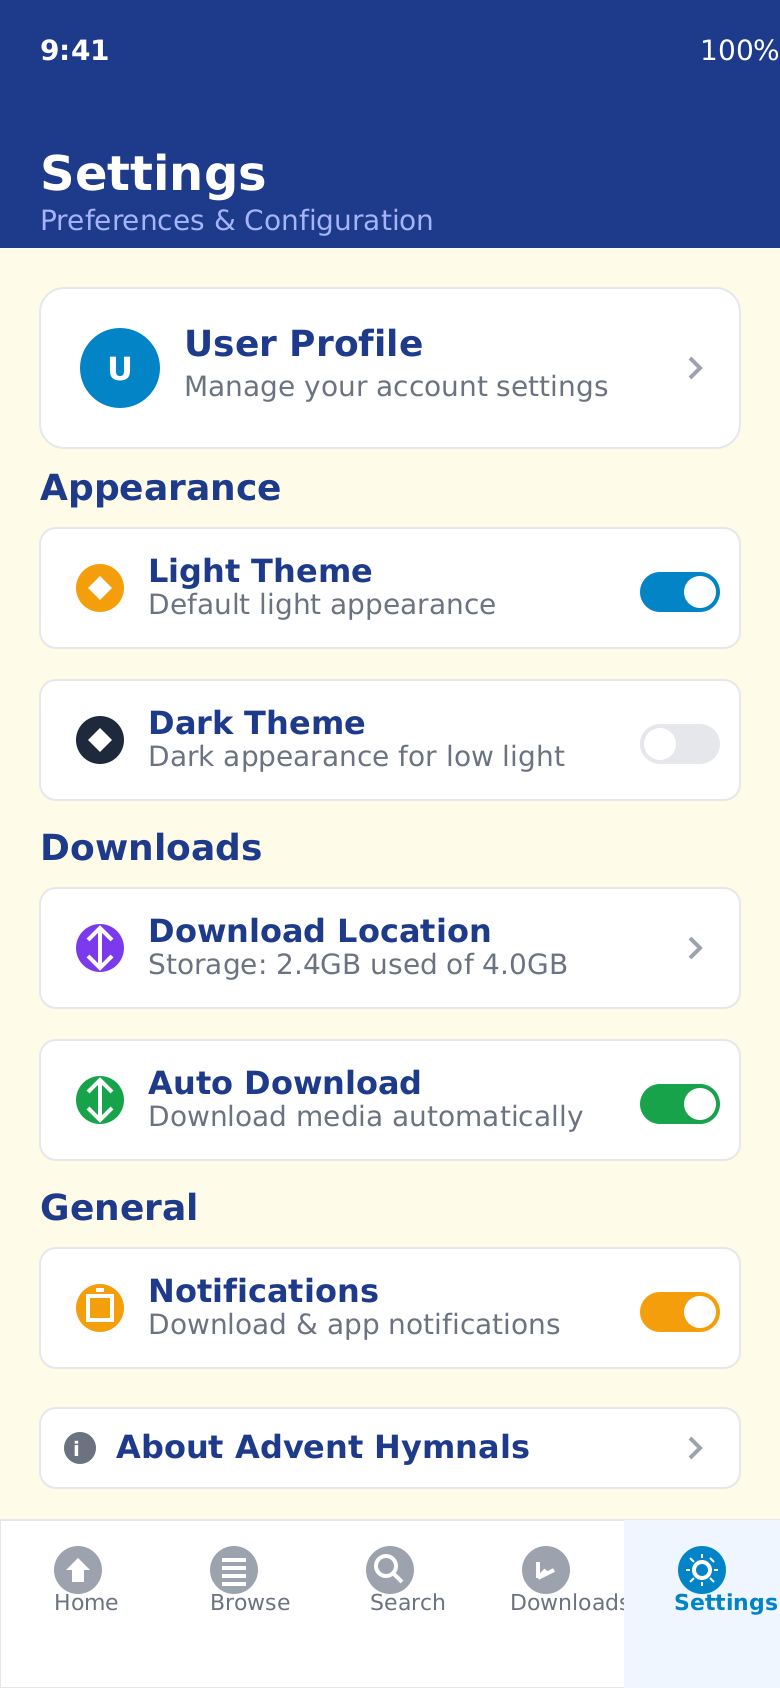 9:41
100%
Settings
Preferences & Configuration
U
User Profile
Manage your account settings
Appearance
Light Theme
Default light appearance
Dark Theme
Dark appearance for low light
Downloads
Download Location
Storage: 2.4GB used of 4.0GB
Auto Download
Download media automatically
General
Notifications
Download & app notifications
i
About Advent Hymnals
Home
Browse
Search
Downloads
Settings